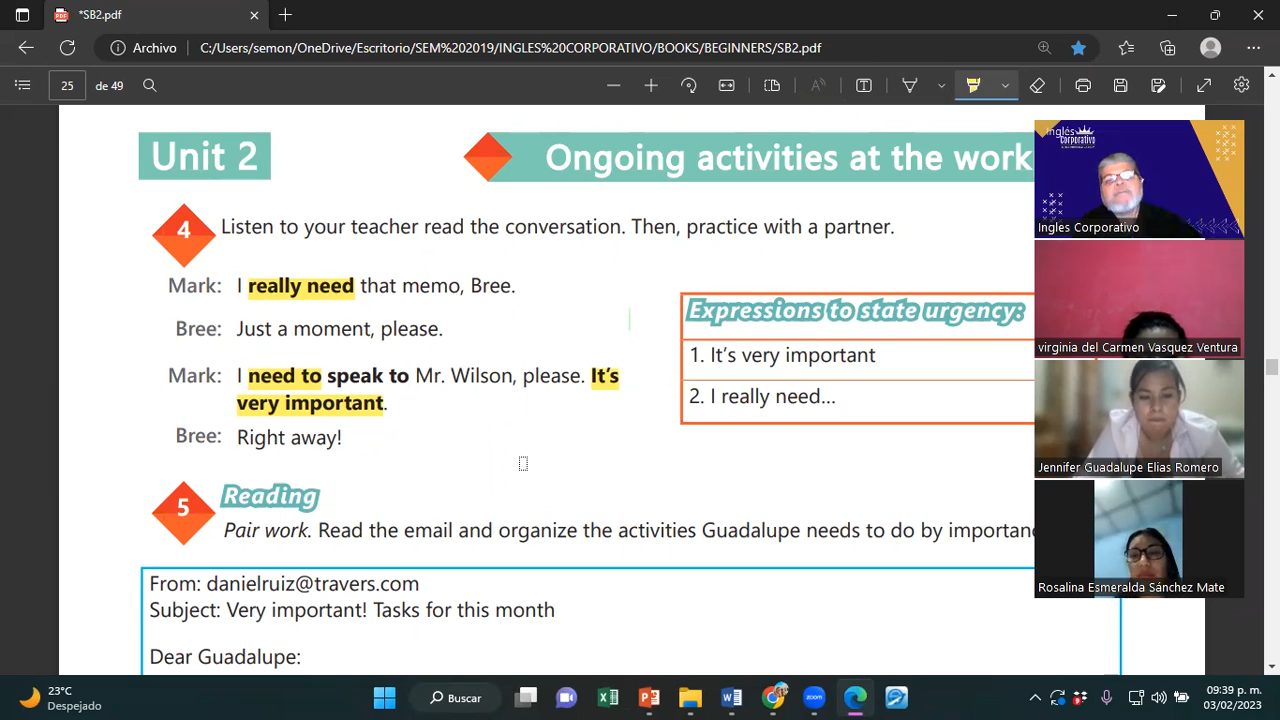 *SB2.pdf
Archivo
C:/Users/semon/OneDrive/Escritorio/SEM%202019/INGLES%20CORPORATIVO/BOOKS/BEGINNERS/SB2.pdf
25 de 49
Unit 2
Ongoing activities at the work
4
Listen to your teacher read the conversation. Then, practice with a partner.
Mark: I really need that memo, Bree.
Bree: Just a moment, please.
Mark: I need to speak to Mr. Wilson, please. It's
very important.
Bree: Right away!
Expressions to state urgency:
1. It's very important
2. I really need...
5
Reading
Pair work. Read the email and organize the activities Guadalupe needs to do by importanc
From: danielruiz@travers.com
Subject: Very important! Tasks for this month
Dear Guadalupe:
Inglés
Corporativo
Ingles Corporativo
virginia del Carmen Vasquez Ventura
Jennifer Guadalupe Elias Romero
Rosalina Esmeralda Sánchez Mate
23°C
Despejado
Buscar
zoom
09:39 p. m.
03/02/2023